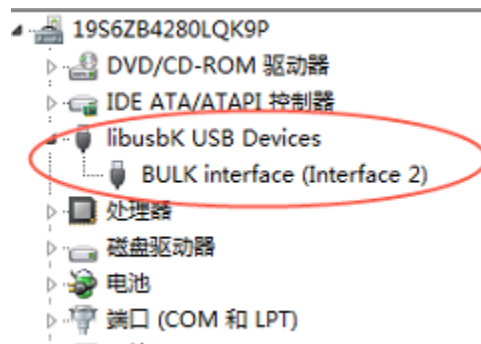 19S6ZB4280LQK9P
DVD/CD-ROM 驱动器
IDE ATA/ATAPI 控制器
libusbK USB Devices
BULK interface (Interface 2)
处理器
磁盘驱动器
电池
端口 (COM 和 LPT)